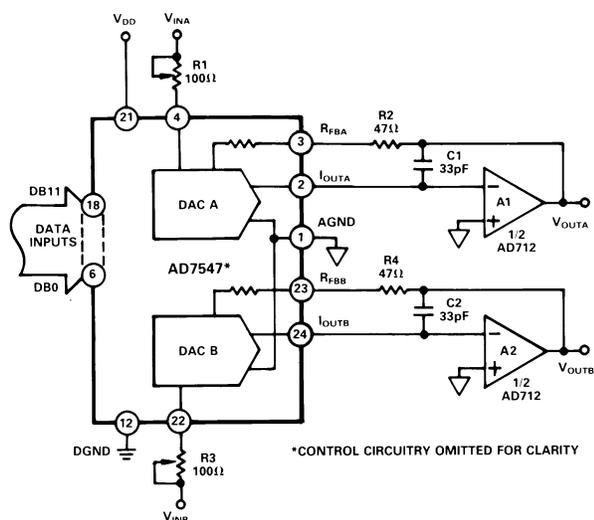 VDD
VINA
R1
100Ω
21
4
RFBA
3
R2
47Ω
C1
33pF
IOUTA
2
DAC A
A1
1/2
AD712
VOUTA
DB11
18
DATA
INPUTS
6
DB0
AGND
1
AD7547*
RFBB
23
R4
47Ω
C2
33pF
IOUTB
24
DAC B
A2
1/2
AD712
VOUTB
12
DGND
22
R3
100Ω
*CONTROL CIRCUITRY OMITTED FOR CLARITY
VINB